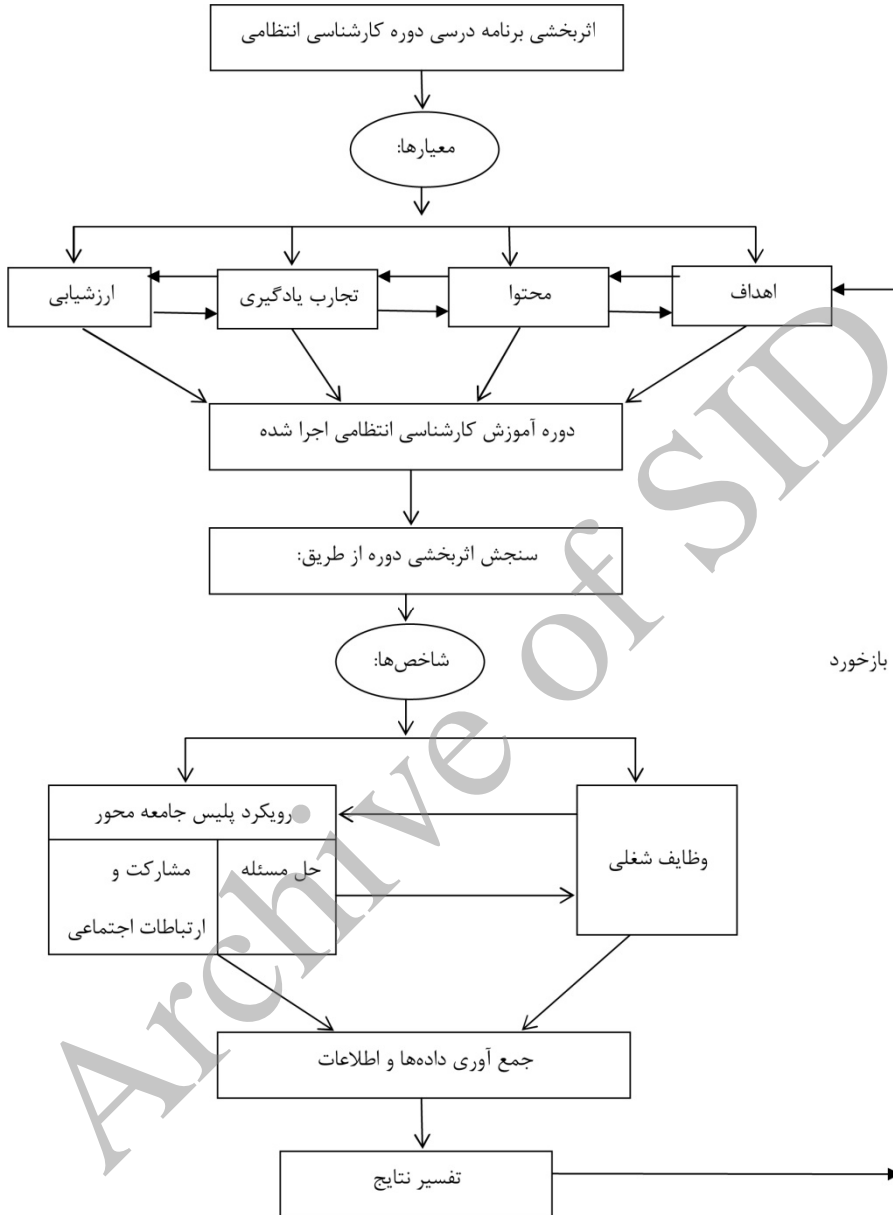 اثربخشی برنامه درسی دوره کارشناسی انتظامی
معیارها:
اهداف
محتوا
تجارب یادگیری
ارزشیابی
دوره آموزش کارشناسی انتظامی اجرا شده
سنجش اثربخشی دوره از طریق:
شاخص‌ها:
بازخورد
وظایف شغلی
رویکرد پلیس جامعه محور
حل مسئله
مشارکت و
ارتباطات اجتماعی
جمع آوری داده‌ها و اطلاعات
تفسیر نتایج
Archive of SID